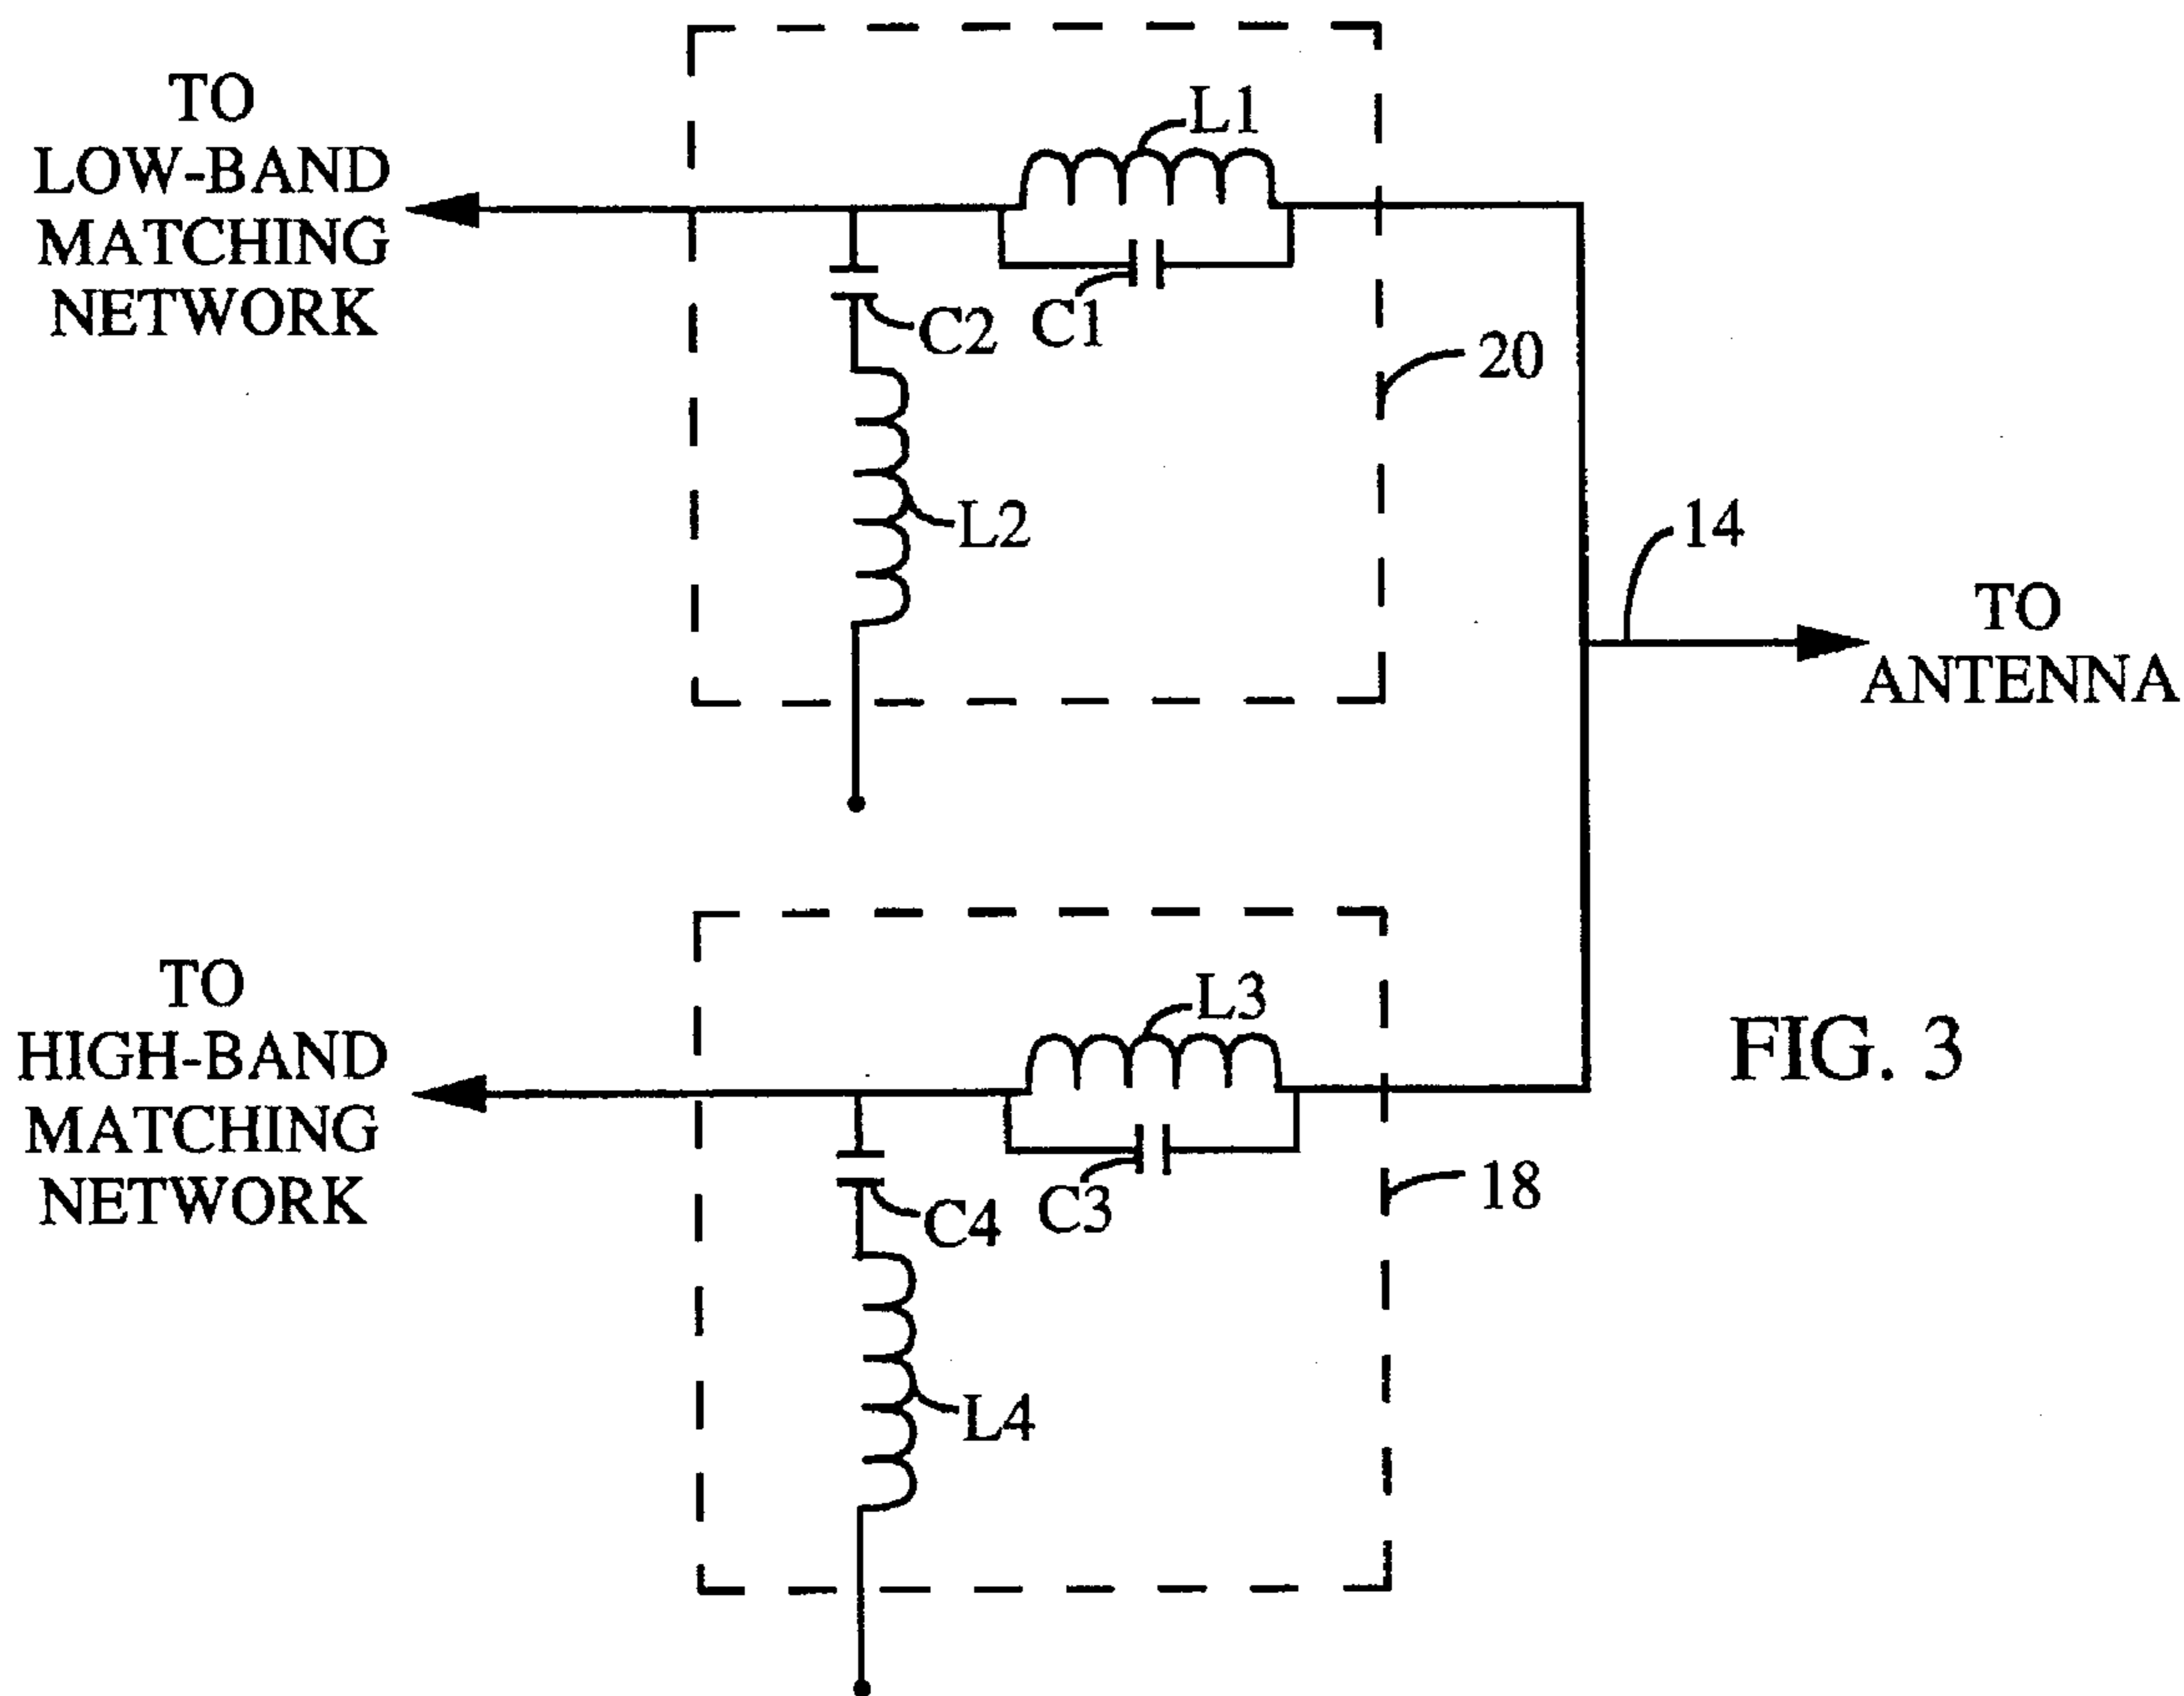 TO
LOW-BAND
MATCHING
NETWORK
L1
C1
C2
L2
20
14
TO
ANTENNA
TO
HIGH-BAND
MATCHING
NETWORK
L3
C3
C4
L4
18
FIG. 3